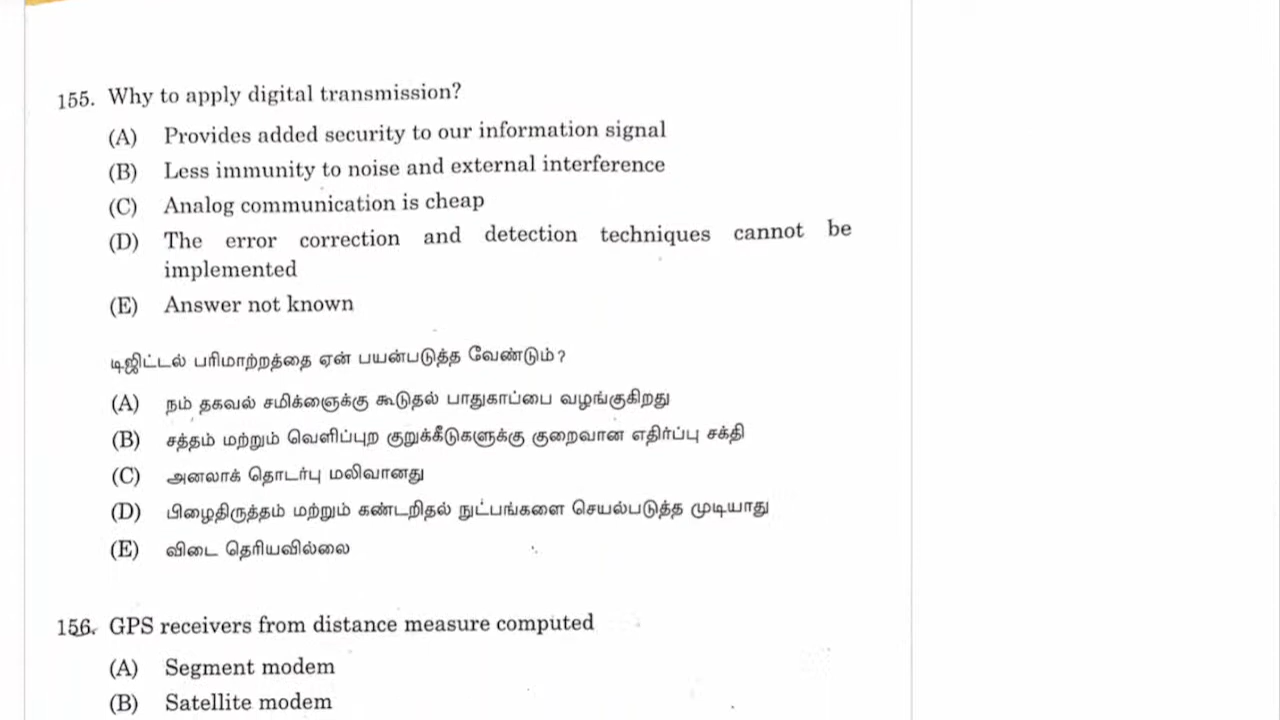 155. Why to apply digital transmission?
(A) Provides added security to our information signal
(B) Less immunity to noise and external interference
(C) Analog communication is cheap
(D) The error correction and detection techniques cannot be
implemented
(E) Answer not known
டிஜிட்டல் பரிமாற்றத்தை ஏன் பயன்படுத்த வேண்டும்?
(A) நம் தகவல் சமிக்ஞைக்கு கூடுதல் பாதுகாப்பை வழங்குகிறது
(B) சத்தம் மற்றும் வெளிப்புற குறுக்கீடுகளுக்கு குறைவான எதிர்ப்பு சக்தி
(C) அனலாக் தொடர்பு மலிவானது
(D) பிழைதிருத்தம் மற்றும் கண்டறிதல் நுட்பங்களை செயல்படுத்த முடியாது
(E) விடை தெரியவில்லை
156. GPS receivers from distance measure computed
(A) Segment modem
(B) Satellite modem